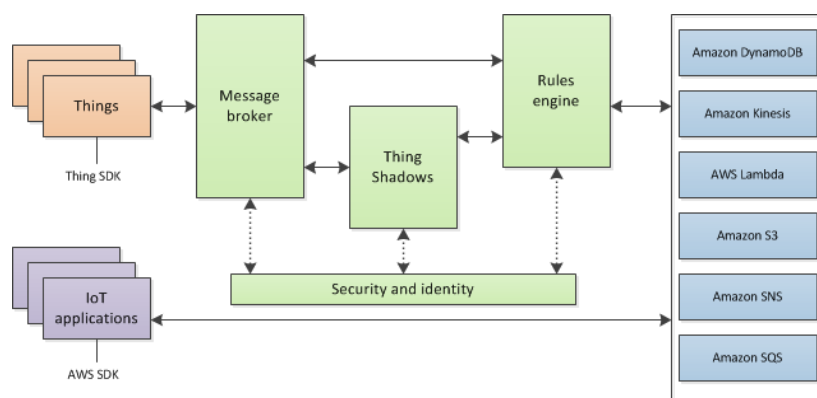 Things
Thing SDK
Message
broker
Thing
Shadows
Rules
engine
Security and identity
IoT
applications
AWS SDK
Amazon DynamoDB
Amazon Kinesis
AWS Lambda
Amazon S3
Amazon SNS
Amazon SQS